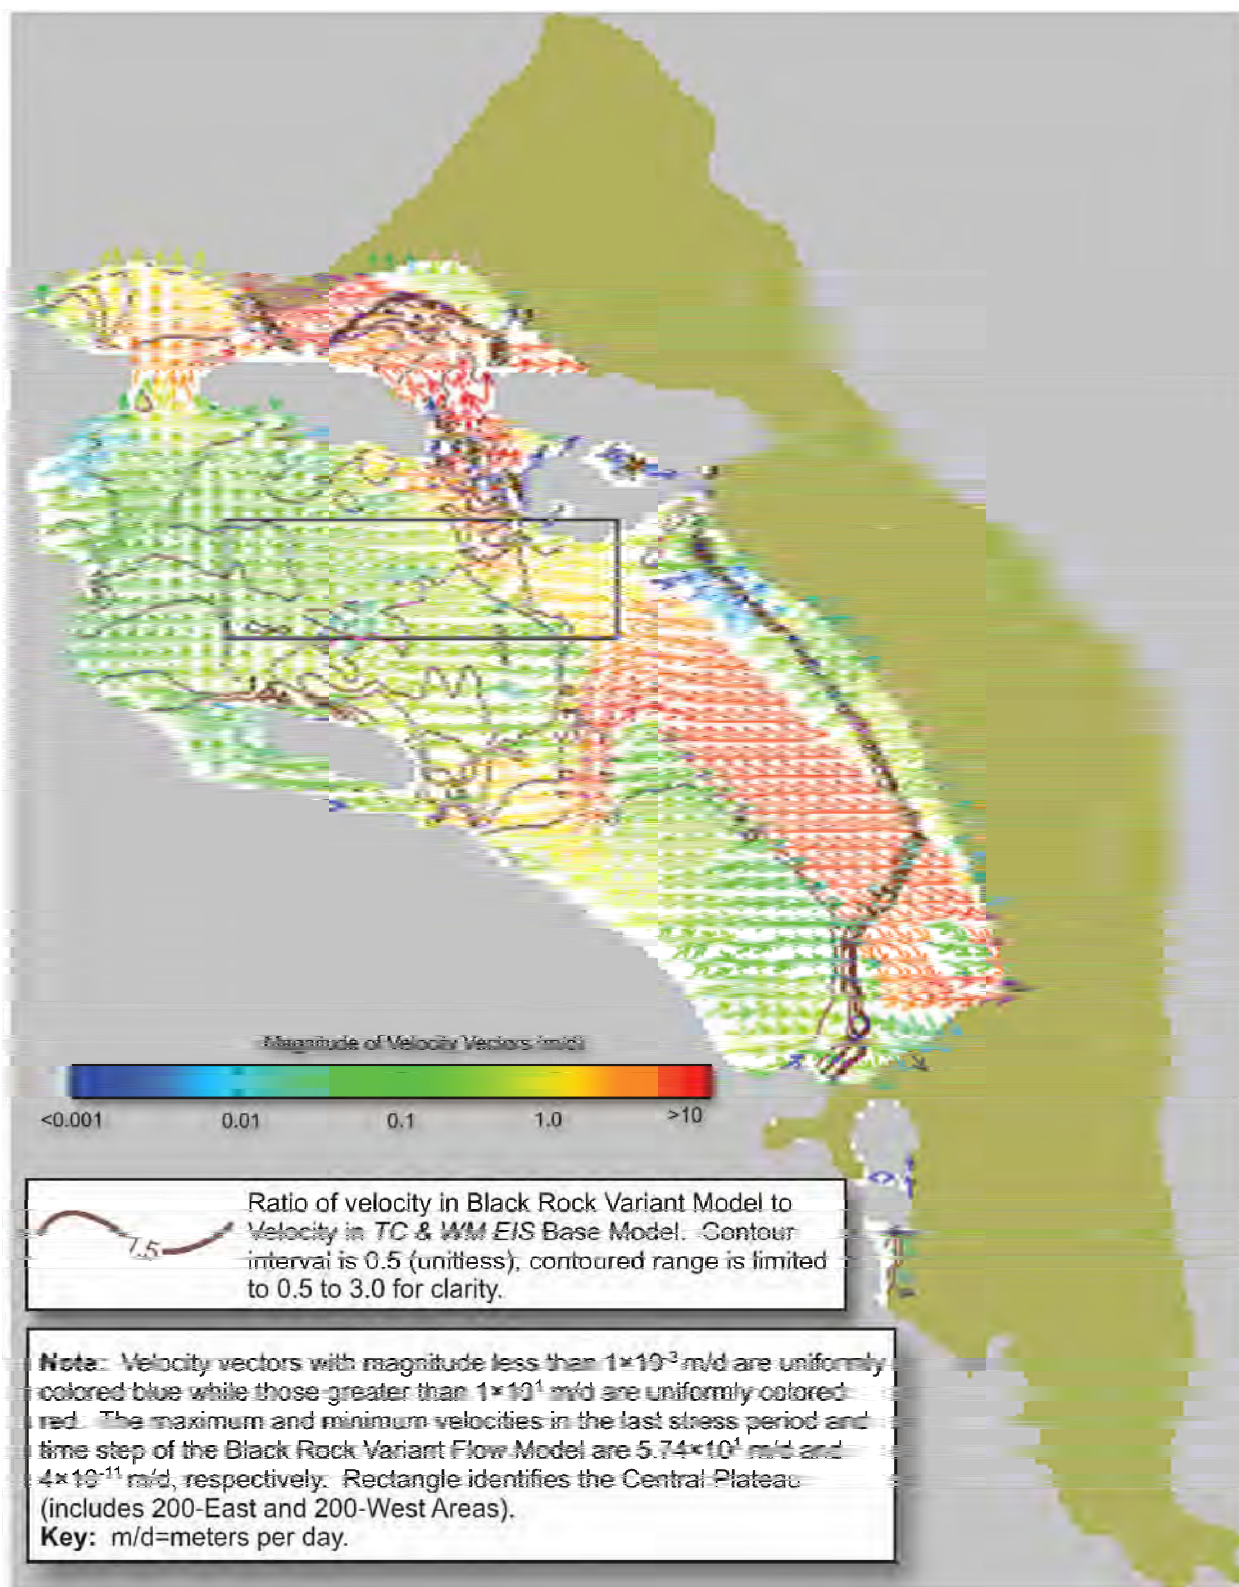 Magnitude of Velocity Vectors (m/d)
<0.001 0.01 0.1 1.0 >10
1.5
Ratio of velocity in Black Rock Variant Model to
Velocity in TC & WM EIS Base Model. Contour
interval is 0.5 (unitless), contoured range is limited
to 0.5 to 3.0 for clarity.
Note: Velocity vectors with magnitude less than 1×10⁻³ m/d are uniformly
colored blue while those greater than 1×10¹ m/d are uniformly colored
red. The maximum and minimum velocities in the last stress period and
time step of the Black Rock Variant Flow Model are 5.74×10¹ m/d and
4×10⁻¹¹ m/d, respectively. Rectangle identifies the Central Plateau
(includes 200-East and 200-West Areas).
Key: m/d=meters per day.